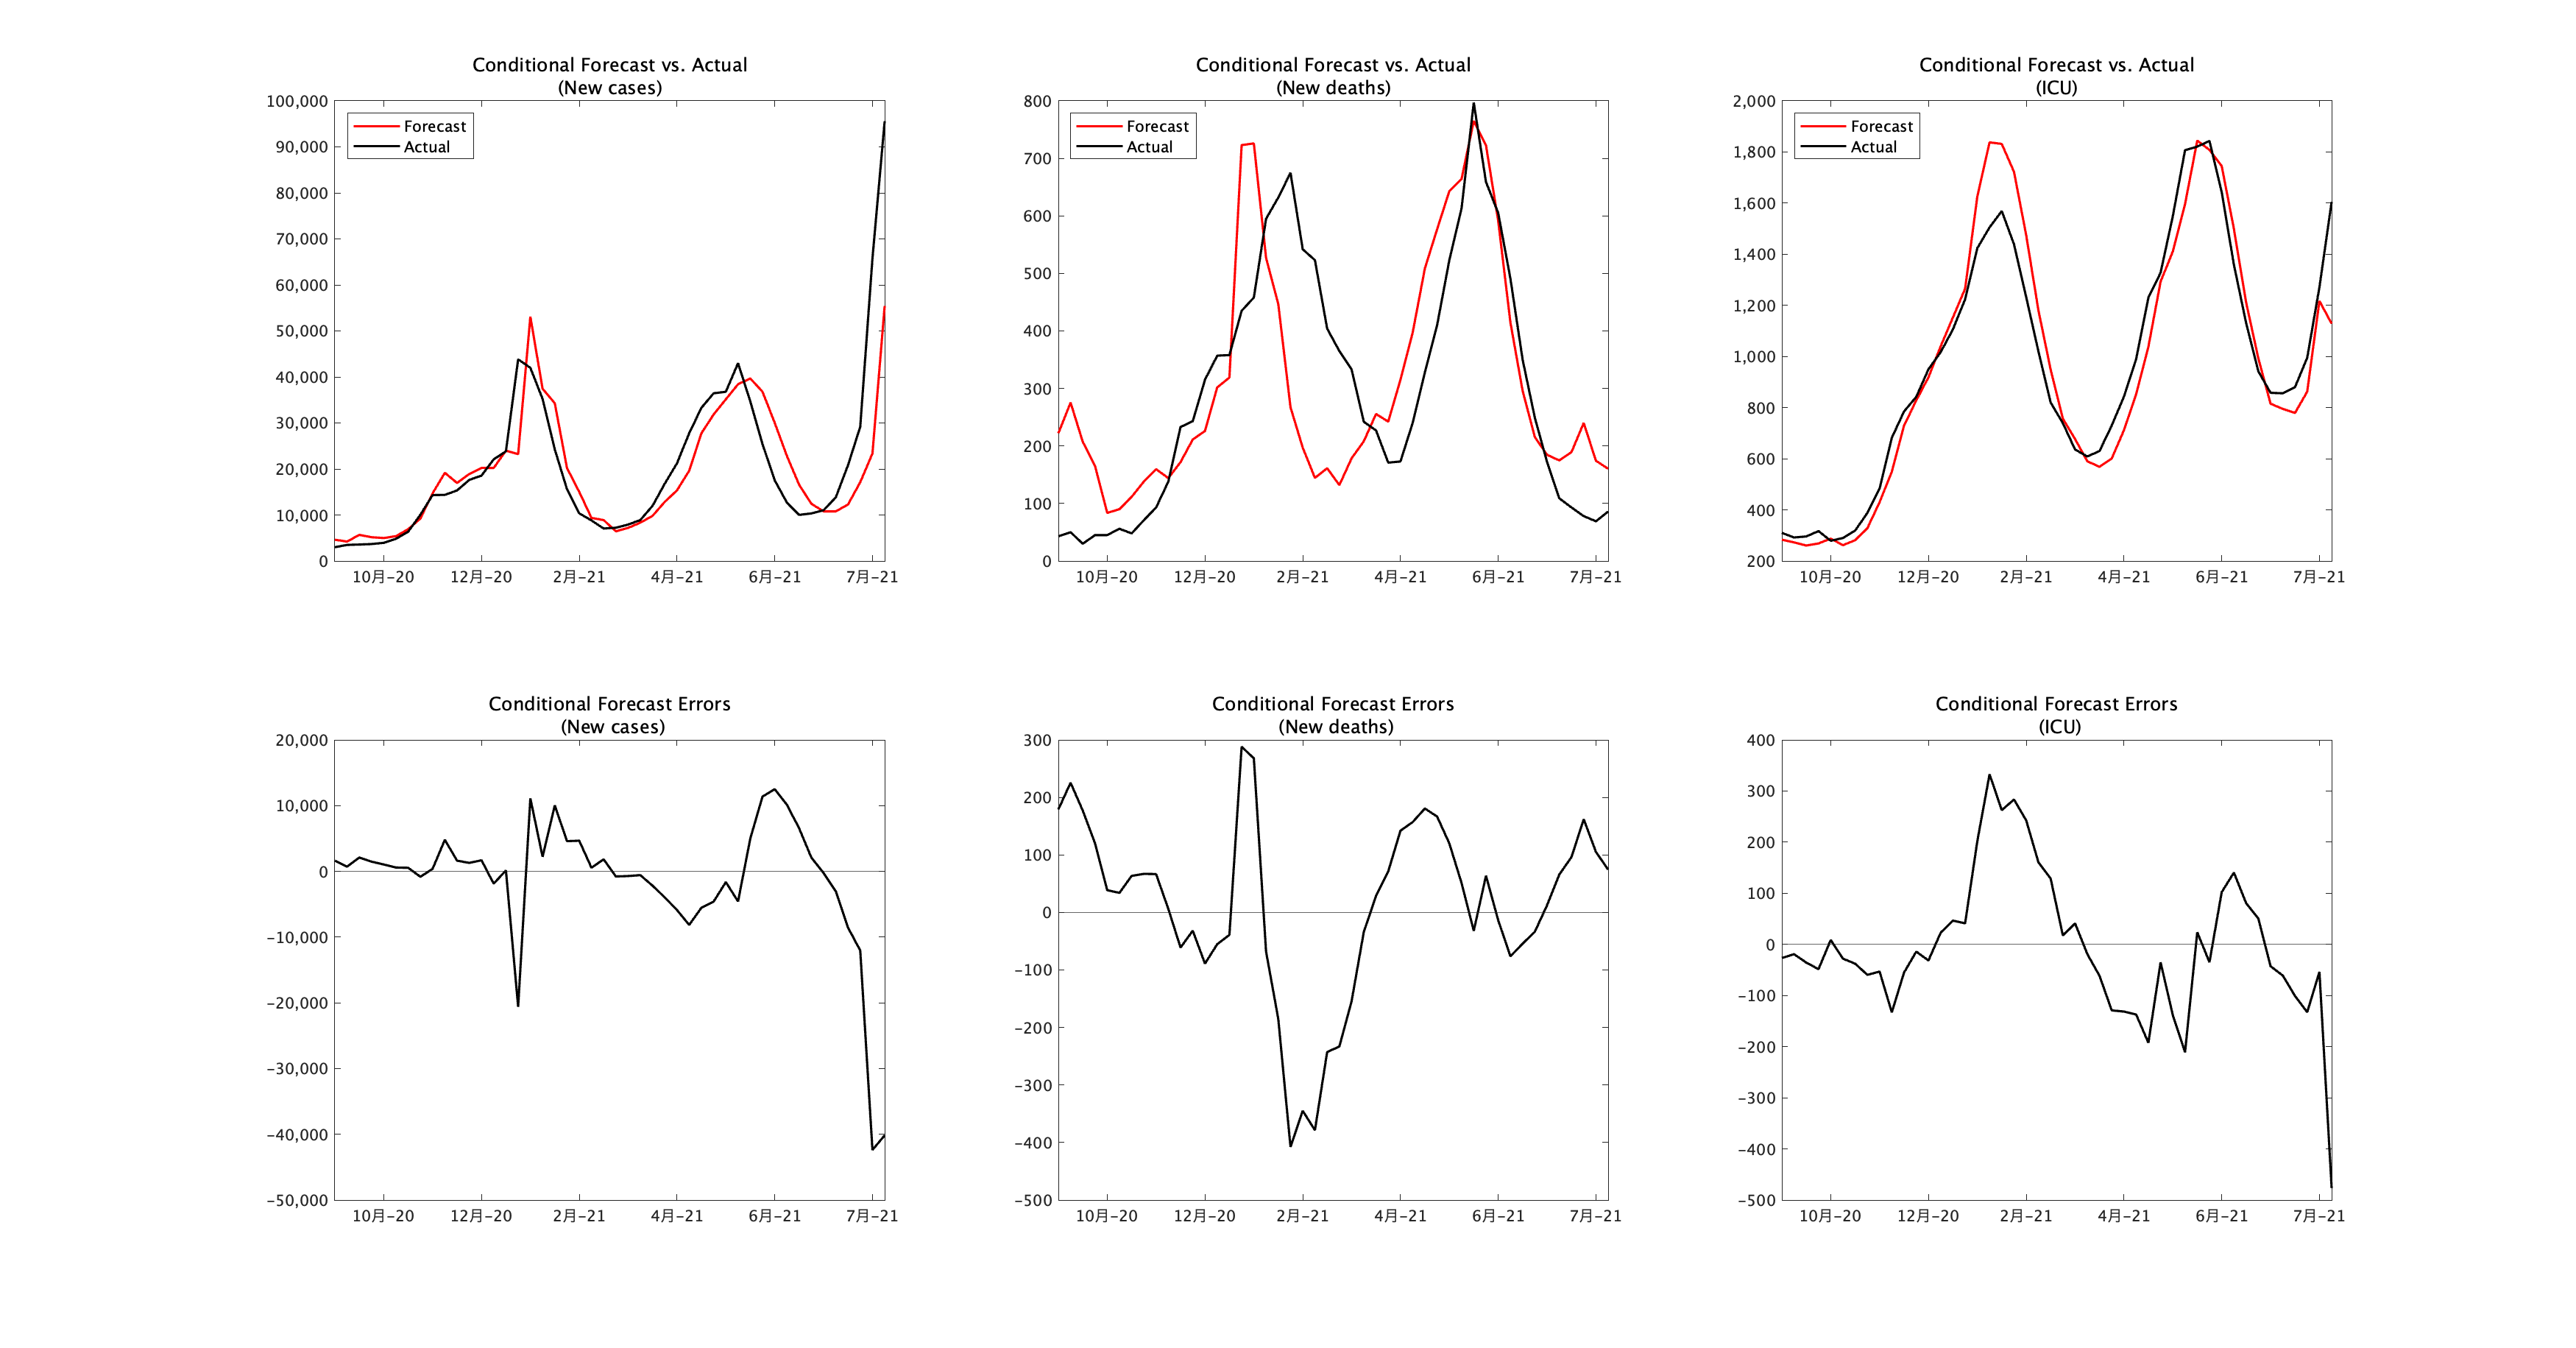 Conditional Forecast vs. Actual
(New cases)
100,000
90,000
80,000
70,000
60,000
50,000
40,000
30,000
20,000
10,000
0
Forecast
Actual
10月-20
12月-20
2月-21
4月-21
6月-21
7月-21
Conditional Forecast vs. Actual
(New deaths)
800
700
600
500
400
300
200
100
0
Forecast
Actual
10月-20
12月-20
2月-21
4月-21
6月-21
7月-21
Conditional Forecast vs. Actual
(ICU)
2,000
1,800
1,600
1,400
1,200
1,000
800
600
400
200
Forecast
Actual
10月-20
12月-20
2月-21
4月-21
6月-21
7月-21
Conditional Forecast Errors
(New cases)
20,000
10,000
0
-10,000
-20,000
-30,000
-40,000
-50,000
10月-20
12月-20
2月-21
4月-21
6月-21
7月-21
Conditional Forecast Errors
(New deaths)
300
200
100
0
-100
-200
-300
-400
-500
10月-20
12月-20
2月-21
4月-21
6月-21
7月-21
Conditional Forecast Errors
(ICU)
400
300
200
100
0
-100
-200
-300
-400
-500
10月-20
12月-20
2月-21
4月-21
6月-21
7月-21